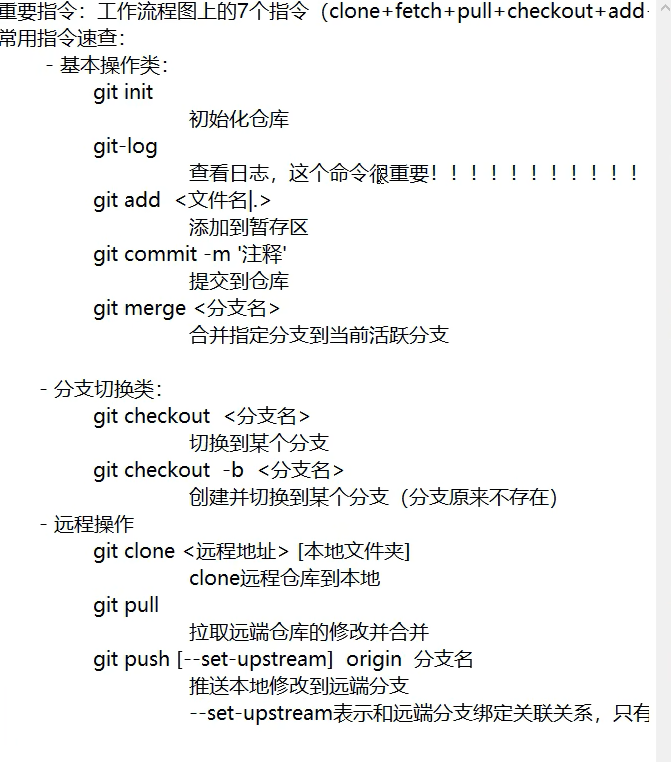 重要指令：工作流程图上的7个指令（clone+fetch+pull+checkout+add
常用指令速查：
- 基本操作类：
git init
初始化仓库
git-log
查看日志，这个命令很重要！！！！！！！！！！！
git add <文件名|.>
添加到暂存区
git commit -m '注释'
提交到仓库
git merge <分支名>
合并指定分支到当前活跃分支
- 分支切换类：
git checkout <分支名>
切换到某个分支
git checkout -b <分支名>
创建并切换到某个分支（分支原来不存在）
- 远程操作
git clone <远程地址> [本地文件夹]
clone远程仓库到本地
git pull
拉取远端仓库的修改并合并
git push [--set-upstream] origin 分支名
推送本地修改到远端分支
--set-upstream表示和远端分支绑定关联关系，只有